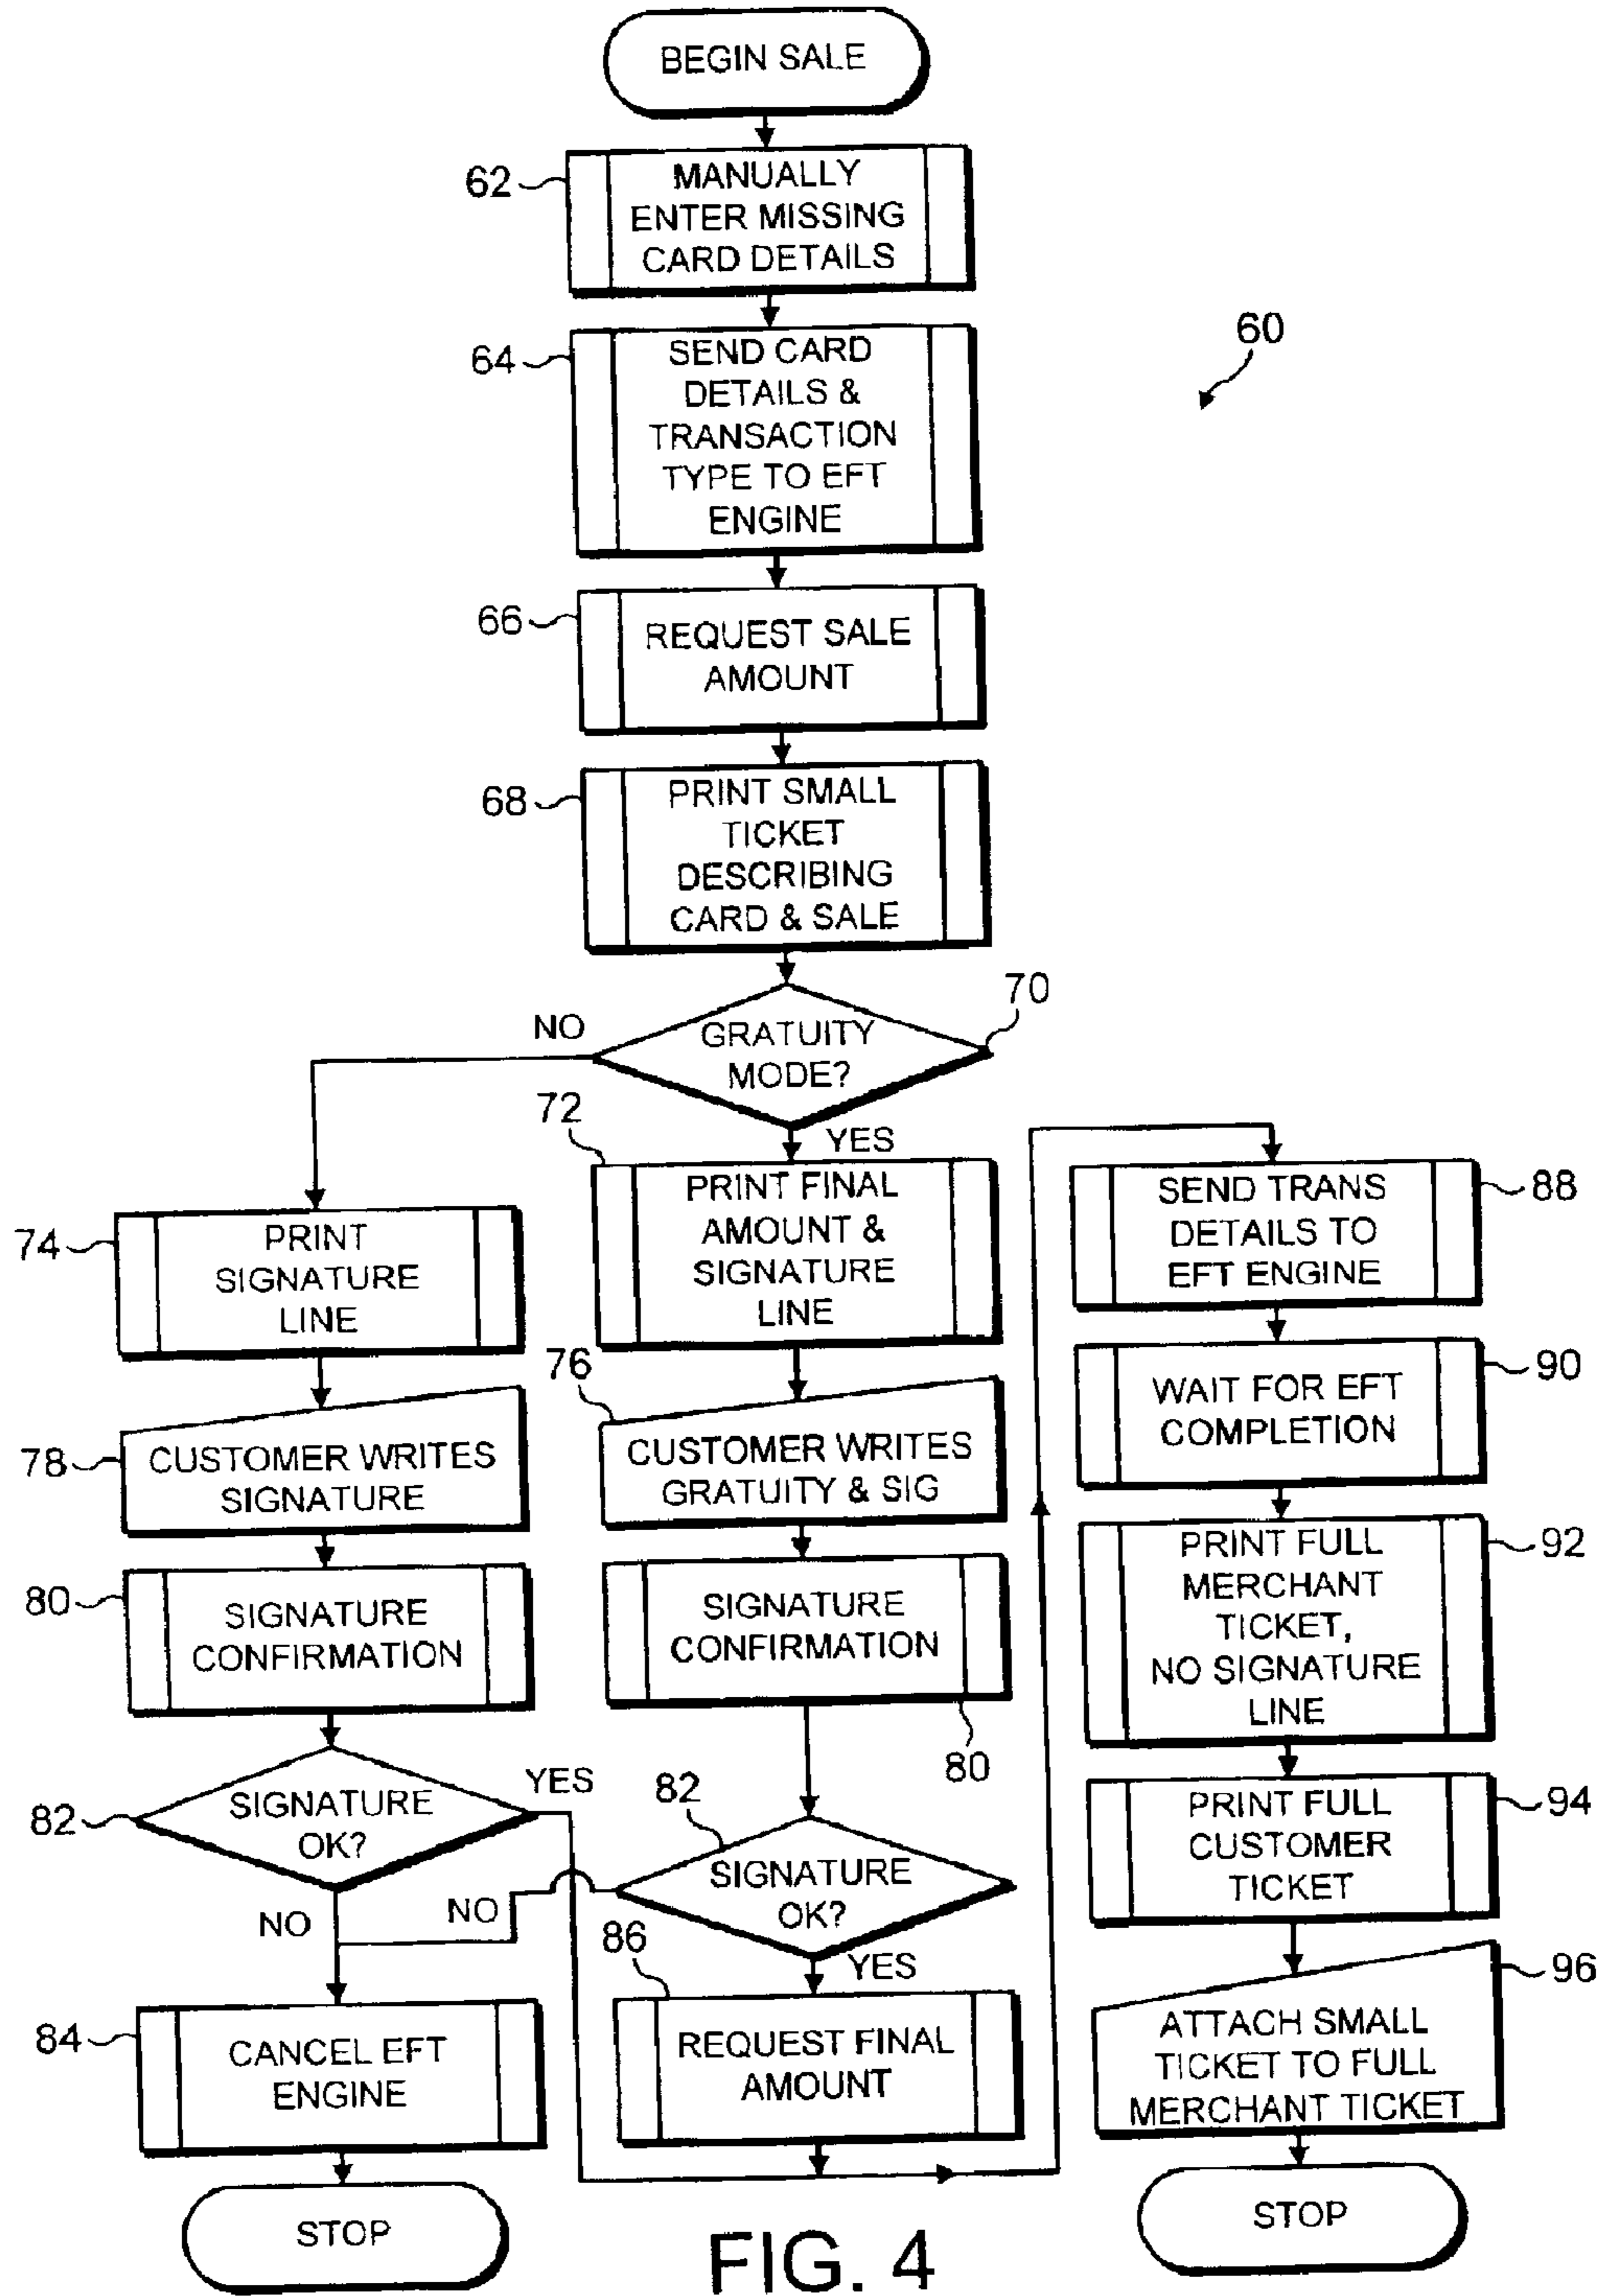 BEGIN SALE
62
MANUALLY
ENTER MISSING
CARD DETAILS
60
64
SEND CARD
DETAILS &
TRANSACTION
TYPE TO EFT
ENGINE
66
REQUEST SALE
AMOUNT
68
PRINT SMALL
TICKET
DESCRIBING
CARD & SALE
70
GRATUITY
MODE?
NO
YES
74
PRINT
SIGNATURE
LINE
78
CUSTOMER WRITES
SIGNATURE
80
SIGNATURE
CONFIRMATION
82
SIGNATURE
OK?
YES
NO
84
CANCEL EFT
ENGINE
STOP
72
PRINT FINAL
AMOUNT &
SIGNATURE
LINE
76
CUSTOMER WRITES
GRATUITY & SIG
SIGNATURE
CONFIRMATION
80
82
SIGNATURE
OK?
NO
YES
86
REQUEST FINAL
AMOUNT
88
SEND TRANS
DETAILS TO
EFT ENGINE
90
WAIT FOR EFT
COMPLETION
92
PRINT FULL
MERCHANT
TICKET,
NO SIGNATURE
LINE
94
PRINT FULL
CUSTOMER
TICKET
96
ATTACH SMALL
TICKET TO FULL
MERCHANT TICKET
STOP
FIG. 4